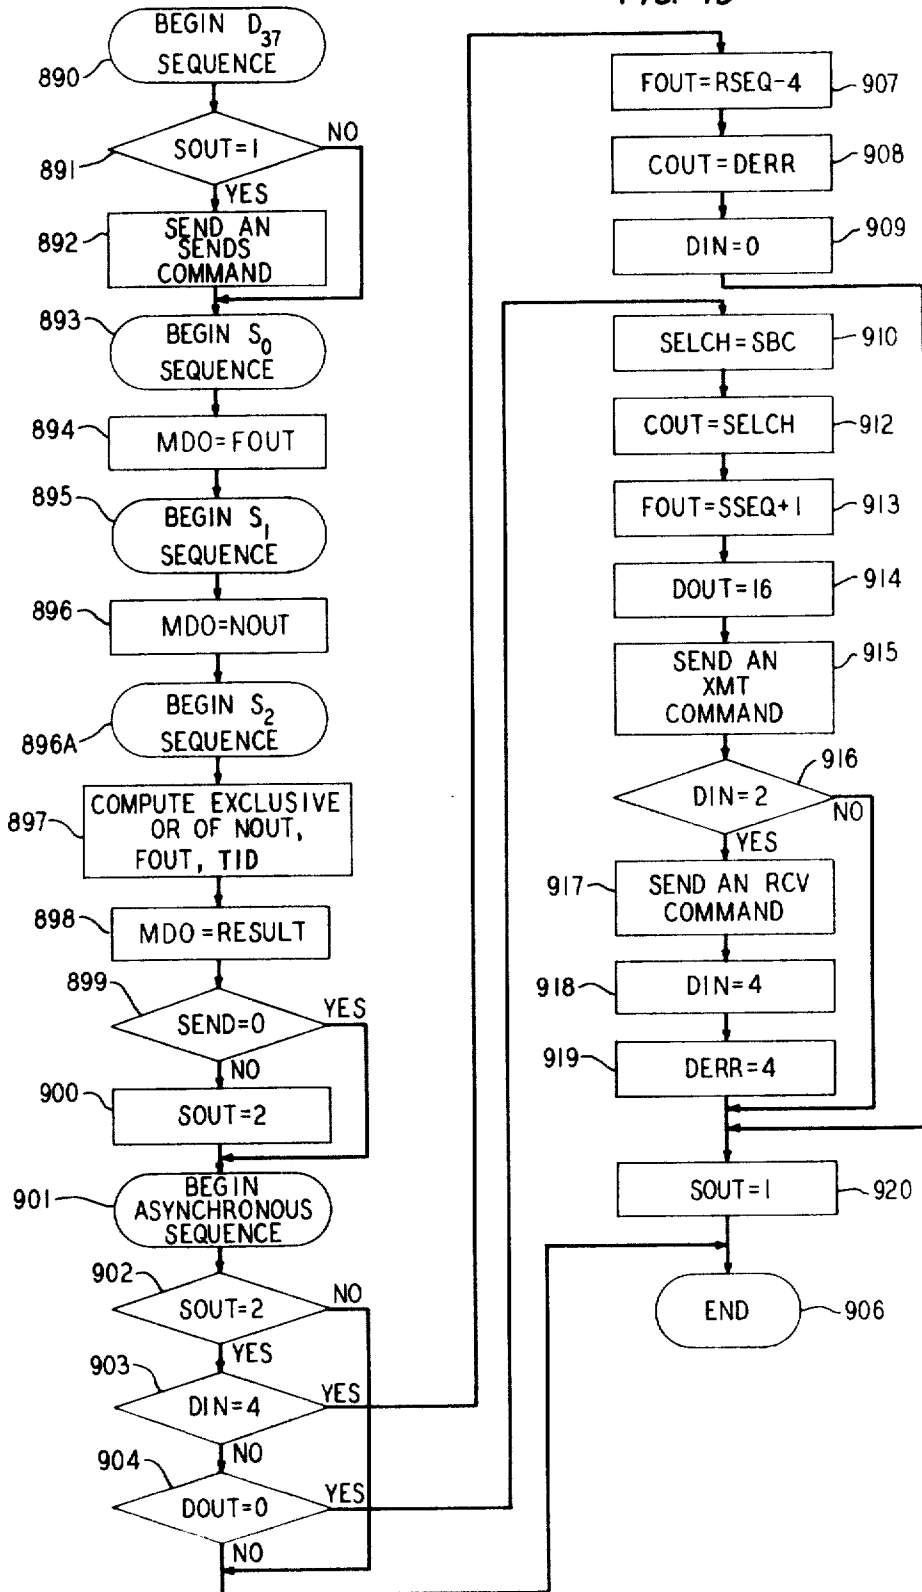 BEGIN D37
SEQUENCE
890
SOUT=1
NO
891
YES
SEND AN
SENDS
COMMAND
892
893
BEGIN S0
SEQUENCE
894
MDO=FOUT
895
BEGIN S1
SEQUENCE
896
MDO=NOUT
BEGIN S2
SEQUENCE
896A
COMPUTE EXCLUSIVE
OR OF NOUT,
FOUT, TID
897
898
MDO=RESULT
899
SEND=0
YES
NO
900
SOUT=2
901
BEGIN
ASYNCHRONOUS
SEQUENCE
902
SOUT=2
NO
YES
903
DIN=4
YES
NO
904
DOUT=0
YES
NO
FOUT=RSEQ-4
907
COUT=DERR
908
DIN=0
909
SELCH=SBC
910
COUT=SELCH
912
FOUT=SSEQ+1
913
DOUT=16
914
SEND AN
XMT
COMMAND
915
916
DIN=2
NO
YES
917
SEND AN RCV
COMMAND
918
DIN=4
919
DERR=4
SOUT=1
920
END
906